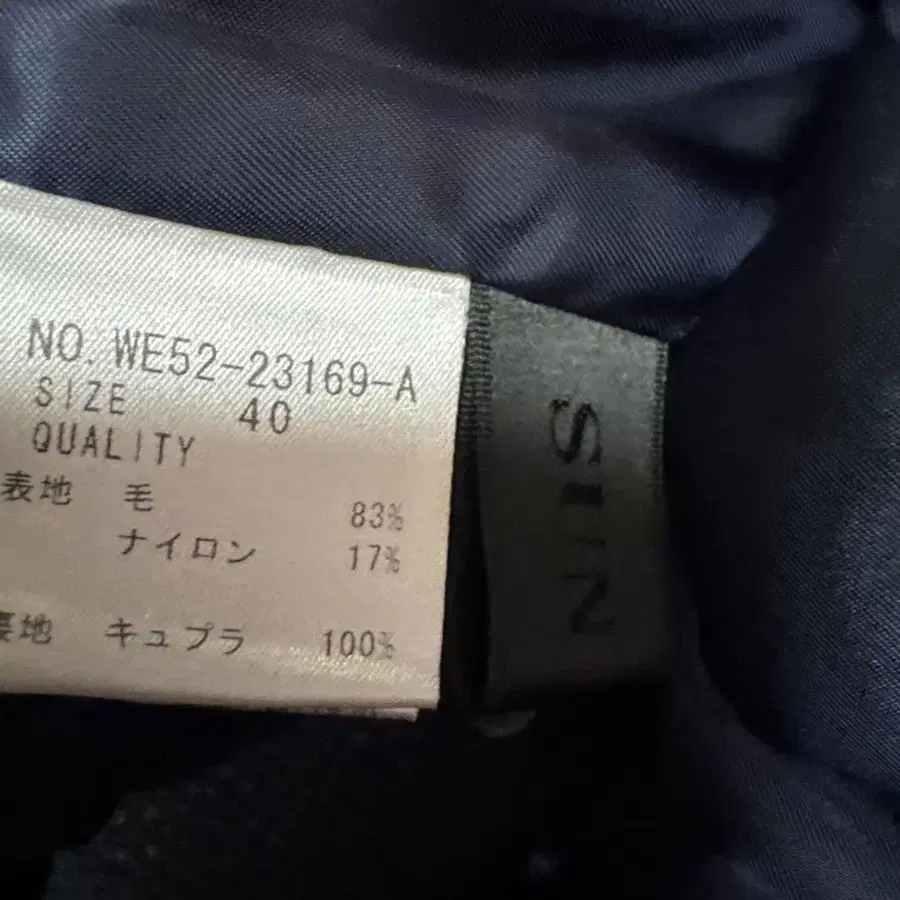 NO. WE52-23169-A
SIZE 40
QUALITY
表地 毛 83%
ナイロン 17%
裏地 キュプラ 100%